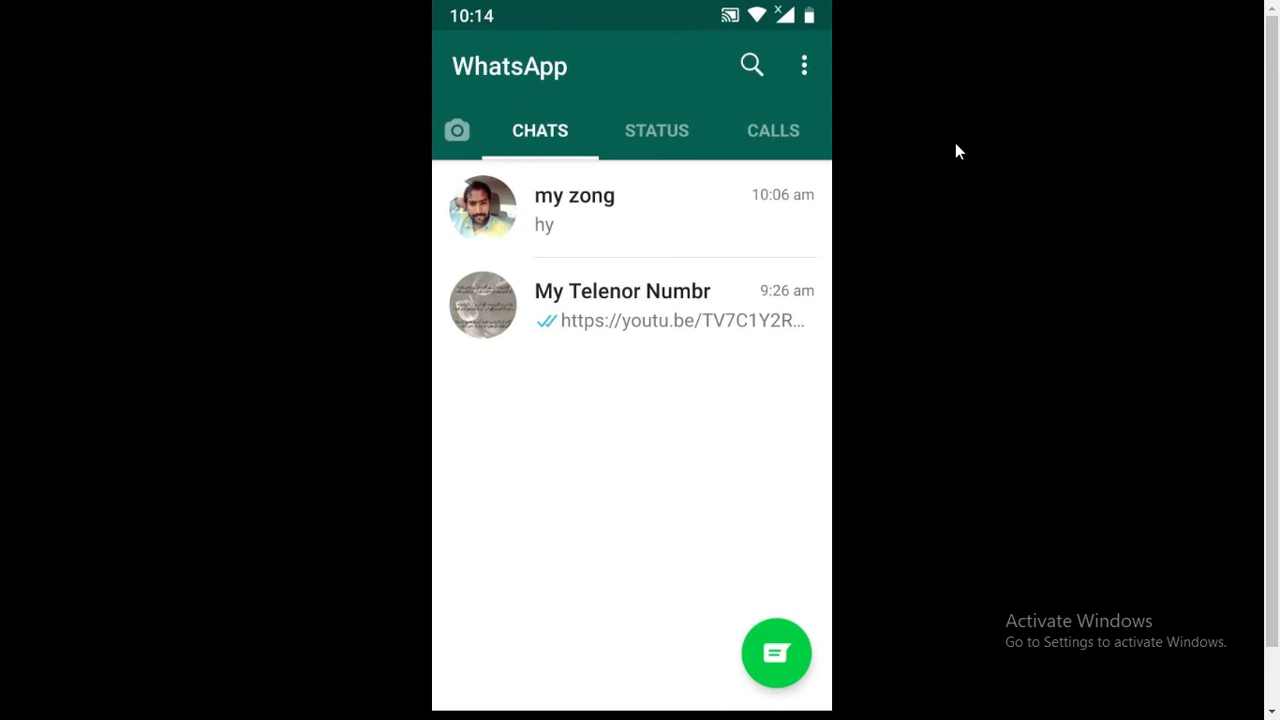 10:14
WhatsApp
CHATS STATUS CALLS
my zong 10:06 am
hy
My Telenor Numbr 9:26 am
https://youtu.be/TV7C1Y2R...
Activate Windows
Go to Settings to activate Windows.